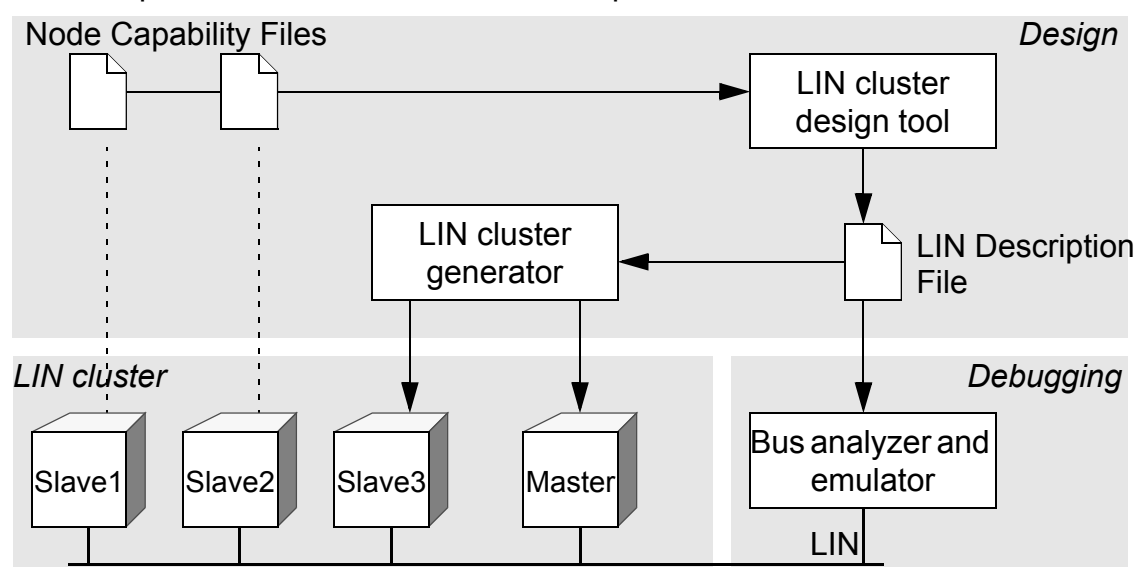 Node Capability Files
Design
LIN cluster
design tool
LIN cluster
generator
LIN Description
File
LIN cluster
Debugging
Slave1
Slave2
Slave3
Master
Bus analyzer and
emulator
LIN